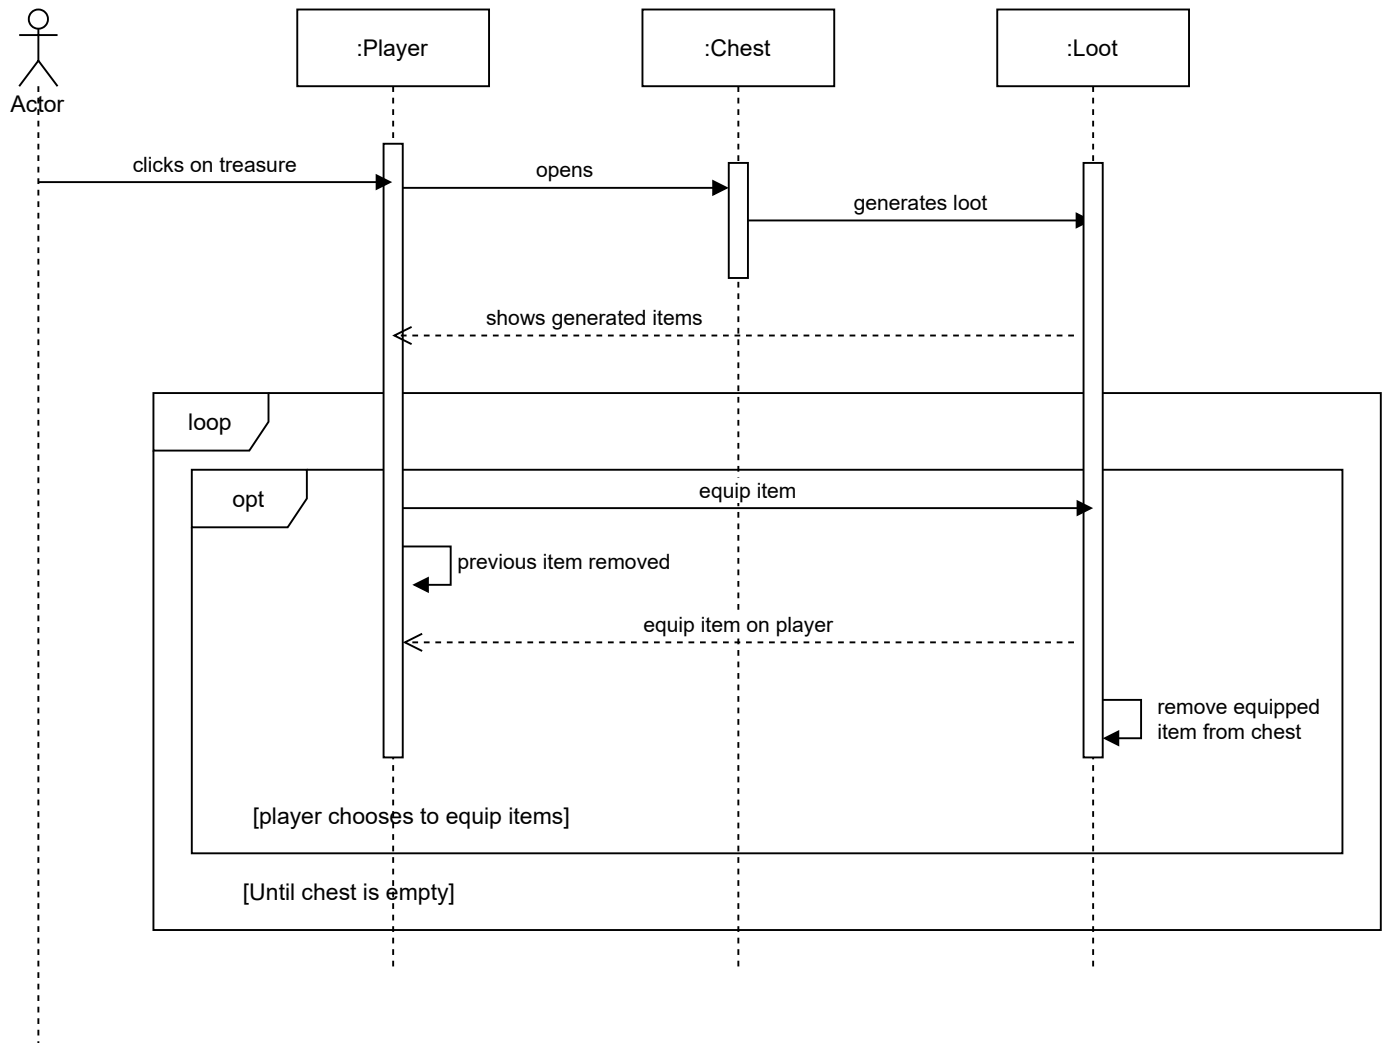 :Player
:Chest
:Loot
Actor
clicks on treasure
opens
generates loot
shows generated items
loop
opt
equip item
previous item removed
equip item on player
remove equipped
item from chest
[player chooses to equip items]
[Until chest is empty]